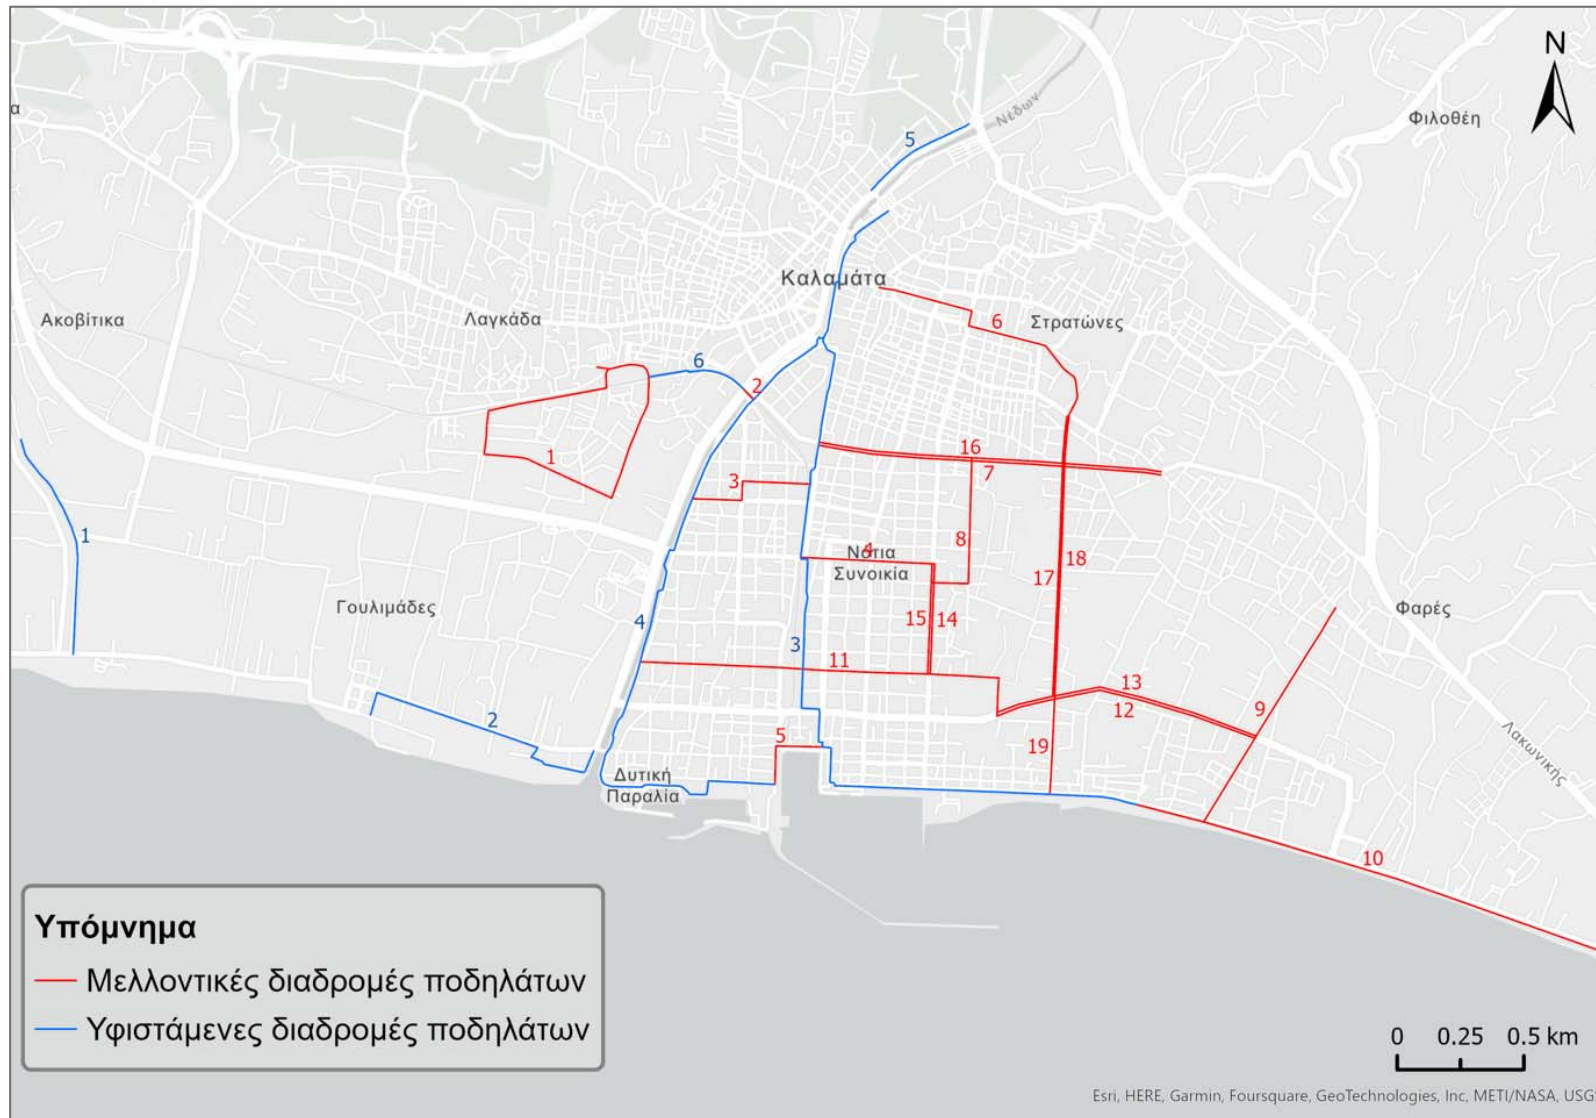 N
α
Νέδων
Φιλοθέη
5
Καλαμάτα
Ακοβίτικα
Λαγκάδα
6
Στρατώνες
6
2
16
1
3
7
1
8
4
Νότια
Συνοικία
18
17
Γουλιμάδες
Φαρές
4
15
14
3
11
13
9
12
2
5
19
Λακωνικής
Δυτική
Παραλία
10
Υπόμνημα
Μελλοντικές διαδρομές ποδηλάτων
Υφιστάμενες διαδρομές ποδηλάτων
0 0.25 0.5 km
Esri, HERE, Garmin, Foursquare, GeoTechnologies, Inc, METI/NASA, USG